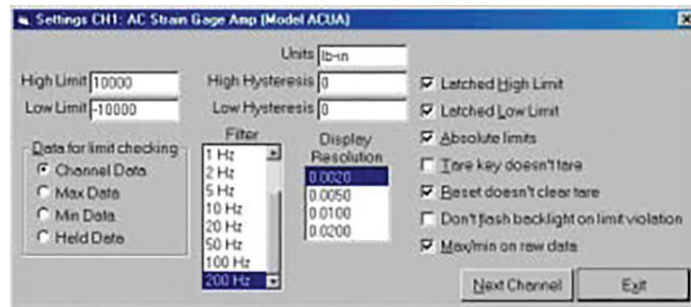 Settings CH1: AC Strain Gage Amp (Model ACUA)
Units lb-in
High Limit 10000
High Hysteresis 0
Latched High Limit
Low Limit -10000
Low Hysteresis 0
Latched Low Limit
Absolute limits
Tare key doesn't tare
Reset doesn't clear tare
Don't flash backlight on limit violation
Max/min on raw data
Data for limit checking
Channel Data
Max Data
Min Data
Held Data
Filter
1 Hz
2 Hz
5 Hz
10 Hz
20 Hz
50 Hz
100 Hz
200 Hz
Display
Resolution
0.0020
0.0050
0.0100
0.0200
Next Channel
Exit